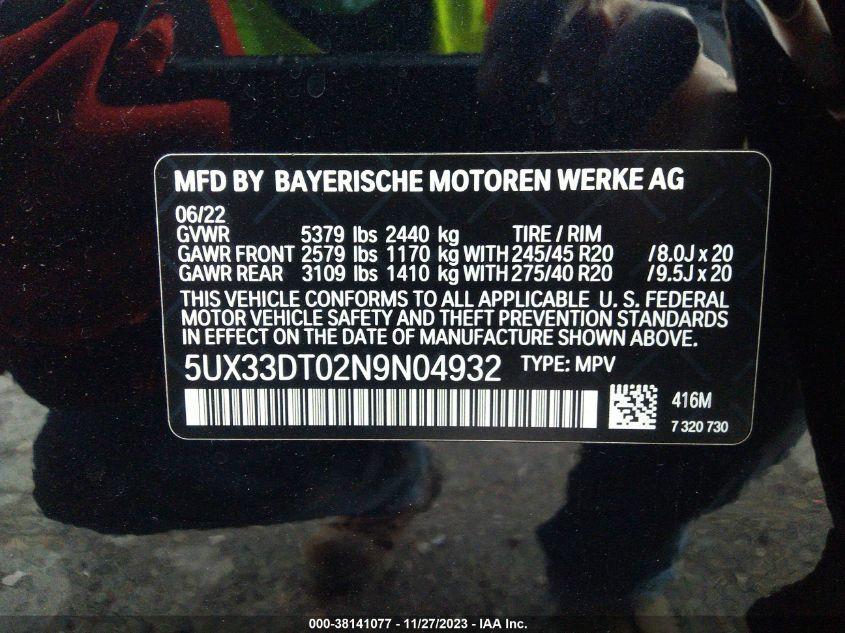 MFD BY BAYERISCHE MOTOREN WERKE AG
06/22
GVWR 5379 lbs 2440 kg TIRE / RIM
GAWR FRONT 2579 lbs 1170 kg WITH 245/45 R20 /8.0J x 20
GAWR REAR 3109 lbs 1410 kg WITH 275/40 R20 /9.5J x 20
THIS VEHICLE CONFORMS TO ALL APPLICABLE U. S. FEDERAL
MOTOR VEHICLE SAFETY AND THEFT PREVENTION STANDARDS
IN EFFECT ON THE DATE OF MANUFACTURE SHOWN ABOVE.
5UX33DT02N9N04932 TYPE: MPV
416M
7 320 730
000-38141077 - 11/27/2023 - IAA Inc.